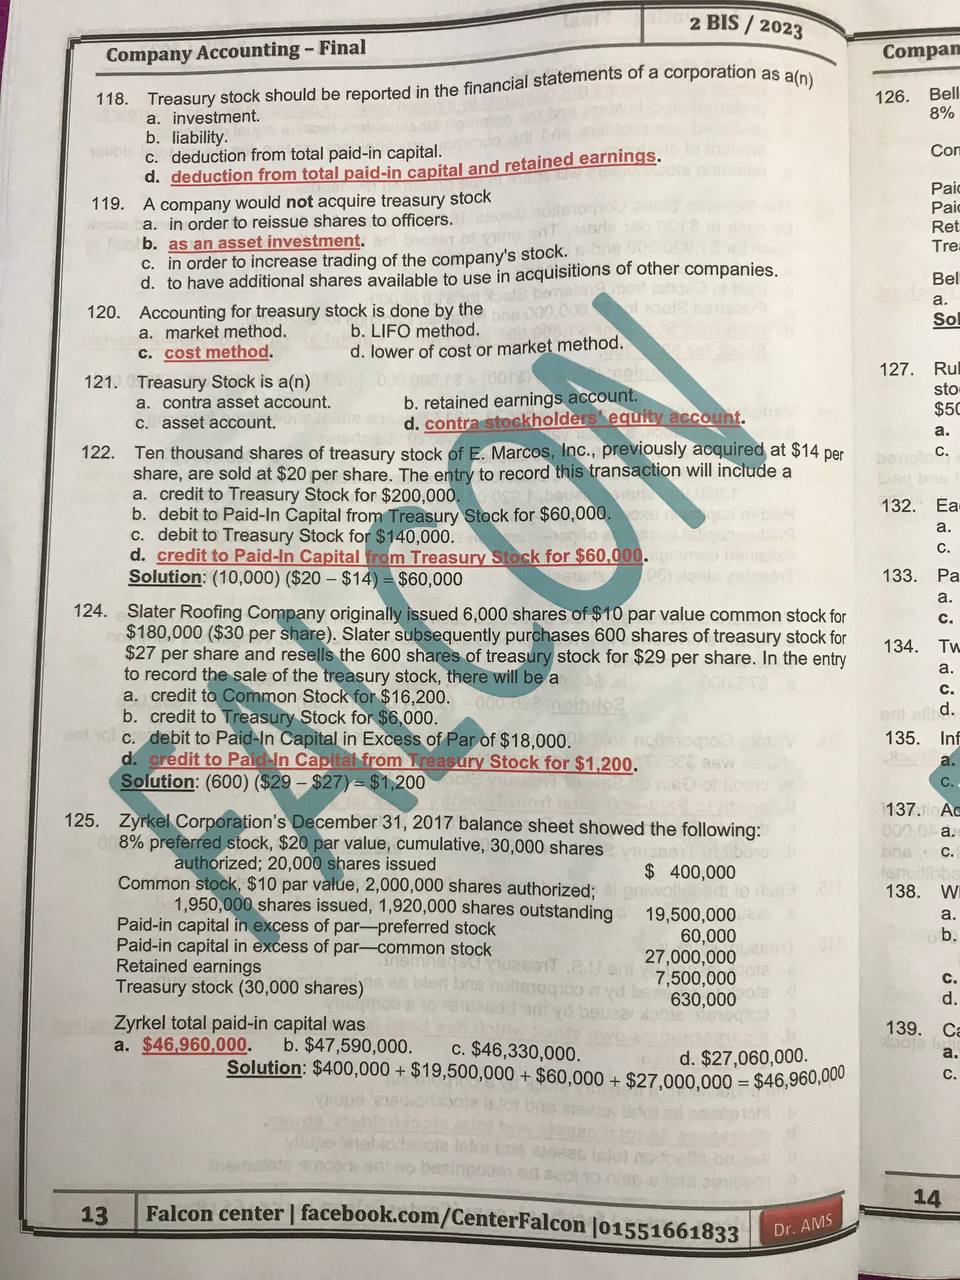 Company Accounting – Final
2 BIS / 2023
118. Treasury stock should be reported in the financial statements of a corporation as a(n)
a. investment.
b. liability.
c. deduction from total paid-in capital.
d. deduction from total paid-in capital and retained earnings.
119. A company would not acquire treasury stock
a. in order to reissue shares to officers.
b. as an asset investment.
c. in order to increase trading of the company's stock.
d. to have additional shares available to use in acquisitions of other companies.
120. Accounting for treasury stock is done by the
a. market method. b. LIFO method.
c. cost method. d. lower of cost or market method.
121. Treasury Stock is a(n)
a. contra asset account. b. retained earnings account.
c. asset account. d. contra stockholders' equity account.
122. Ten thousand shares of treasury stock of E. Marcos, Inc., previously acquired at $14 per
share, are sold at $20 per share. The entry to record this transaction will include a
a. credit to Treasury Stock for $200,000.
b. debit to Paid-In Capital from Treasury Stock for $60,000.
c. debit to Treasury Stock for $140,000.
d. credit to Paid-In Capital from Treasury Stock for $60,000.
Solution: (10,000) ($20 – $14) = $60,000
124. Slater Roofing Company originally issued 6,000 shares of $10 par value common stock for
$180,000 ($30 per share). Slater subsequently purchases 600 shares of treasury stock for
$27 per share and resells the 600 shares of treasury stock for $29 per share. In the entry
to record the sale of the treasury stock, there will be a
a. credit to Common Stock for $16,200.
b. credit to Treasury Stock for $6,000.
c. debit to Paid-In Capital in Excess of Par of $18,000.
d. credit to Paid-In Capital from Treasury Stock for $1,200.
Solution: (600) ($29 – $27) = $1,200
125. Zyrkel Corporation's December 31, 2017 balance sheet showed the following:
8% preferred stock, $20 par value, cumulative, 30,000 shares
authorized; 20,000 shares issued $ 400,000
Common stock, $10 par value, 2,000,000 shares authorized;
1,950,000 shares issued, 1,920,000 shares outstanding 19,500,000
Paid-in capital in excess of par—preferred stock 60,000
Paid-in capital in excess of par—common stock 27,000,000
Retained earnings 7,500,000
Treasury stock (30,000 shares) 630,000
Zyrkel total paid-in capital was
a. $46,960,000. b. $47,590,000. c. $46,330,000. d. $27,060,000.
Solution: $400,000 + $19,500,000 + $60,000 + $27,000,000 = $46,960,000
FALCON
13 Falcon center | facebook.com/CenterFalcon |01551661833 Dr. AMS
126.
8%
127.
a.
c.
132.
a.
c.
133.
a.
c.
134.
a.
c.
d.
135.
a.
c.
137.
a.
c.
138.
a.
b.
c.
d.
139.
a.
c.
14